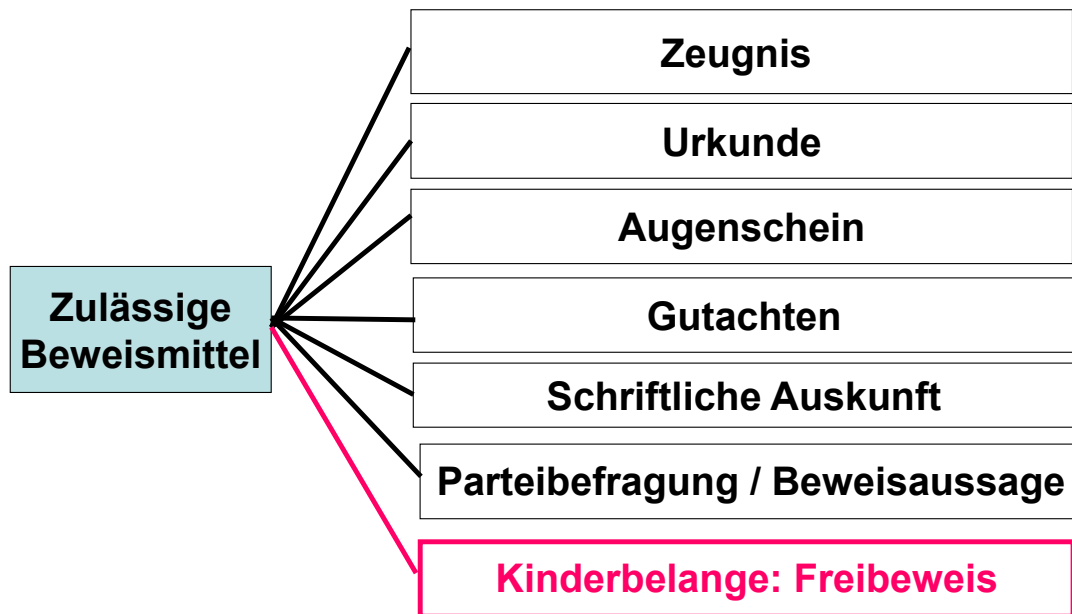 Zeugnis
Urkunde
Augenschein
Zulässige
Beweismittel
Gutachten
Schriftliche Auskunft
Parteibefragung / Beweisaussage
Kinderbelange: Freibeweis